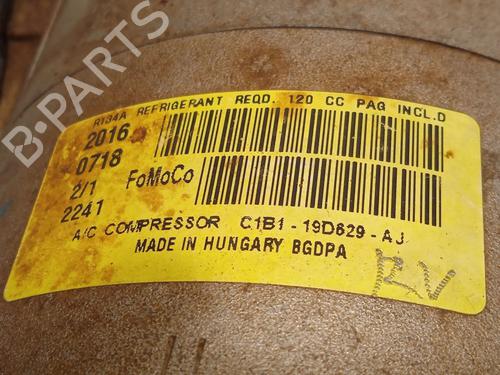 R134A REFRIGERANT REQD. 120 CC PAG INCL.D
2016
0718
2/1 FoMoCo
2241
A/C COMPRESSOR C1B1 - 19D629 - AJ
MADE IN HUNGARY BGDPA
B-PARTS